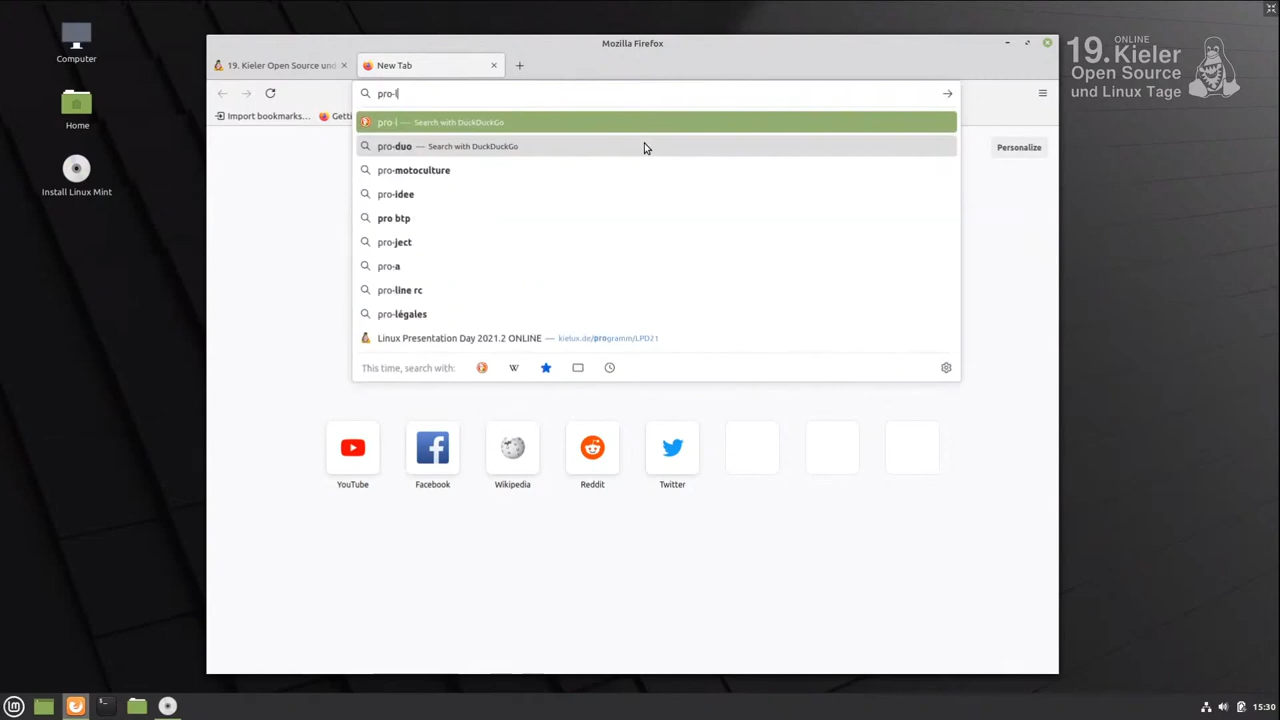 Computer
Home
Install Linux Mint
Mozilla Firefox
19. Kieler Open Source und
New Tab
pro-l
Import bookmarks...
Getti
pro-l — Search with DuckDuckGo
pro-duo — Search with DuckDuckGo
pro-motoculture
pro-idee
pro btp
pro-ject
pro-a
pro-line rc
pro-légales
Linux Presentation Day 2021.2 ONLINE — kielux.de/programm/LPD21
This time, search with:
W
Personalize
YouTube
Facebook
Wikipedia
Reddit
Twitter
ONLINE
19. Kieler
Open Source
und Linux Tage
15:30